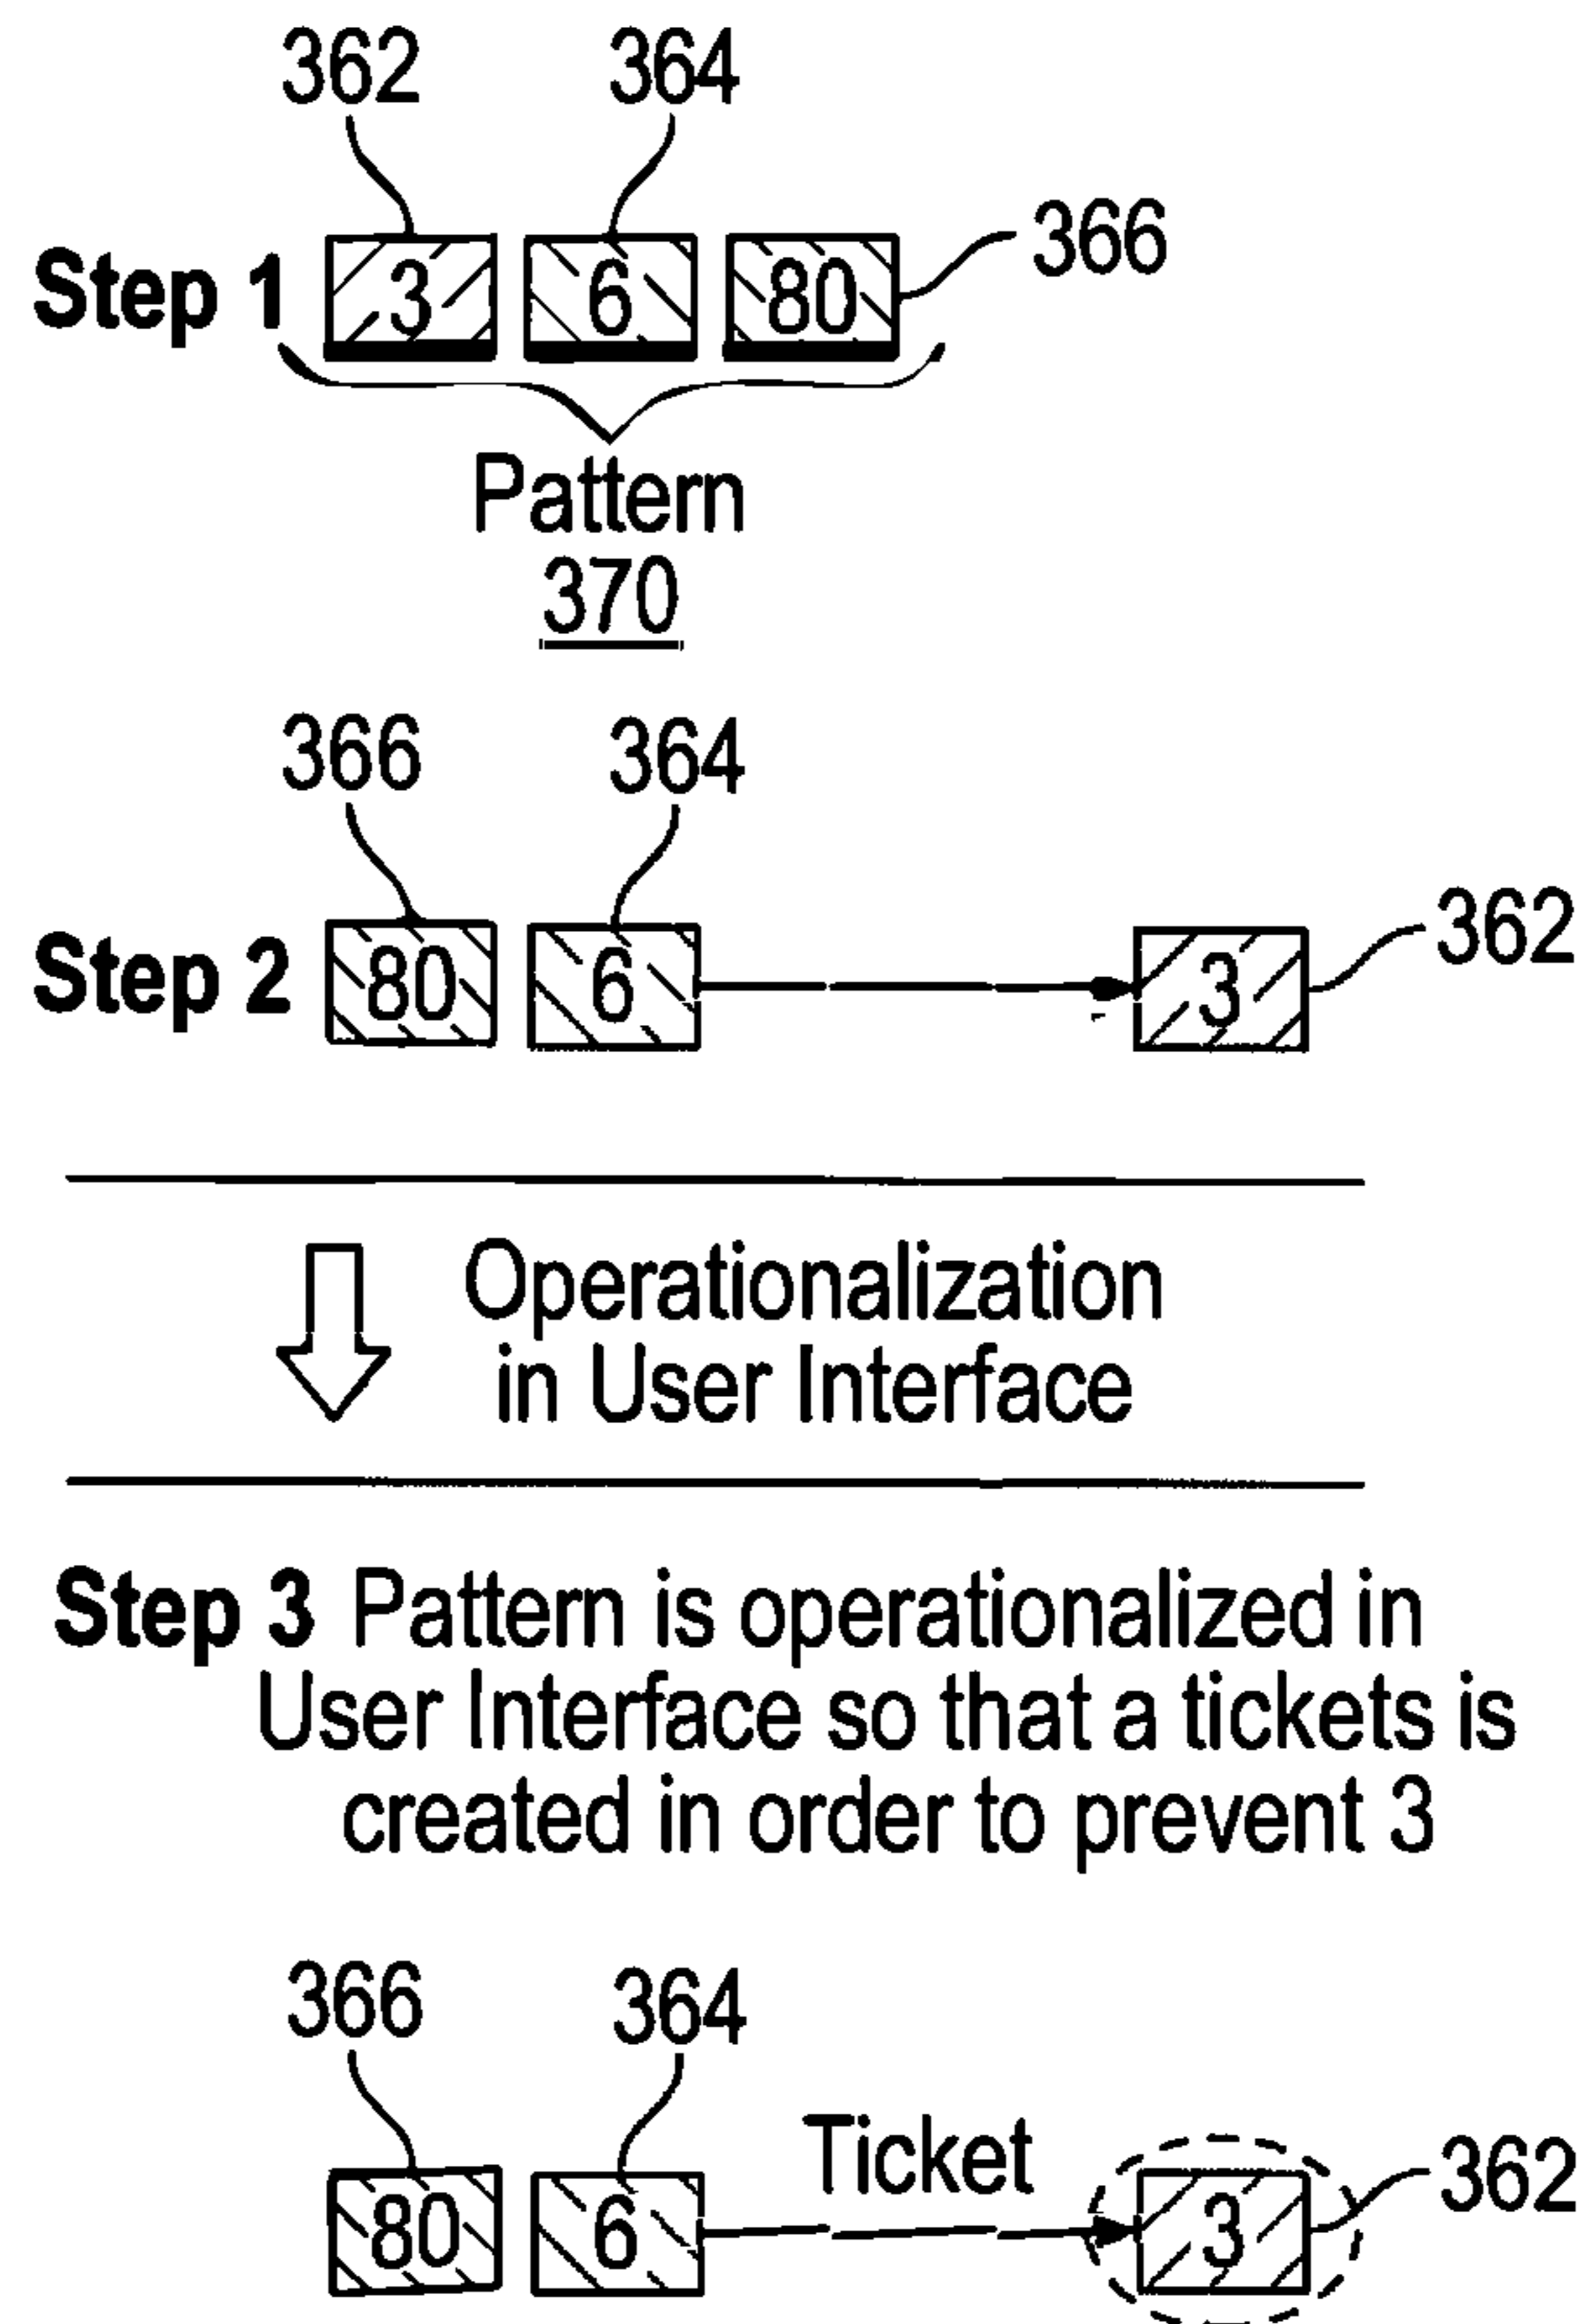 362 364
366
Step 1 3 6 80
Pattern
370
366 364
362
Step 2 80 6 3
Operationalization
in User Interface
Step 3 Pattern is operationalized in
User Interface so that a tickets is
created in order to prevent 3
366 364
Ticket
362
80 6 3